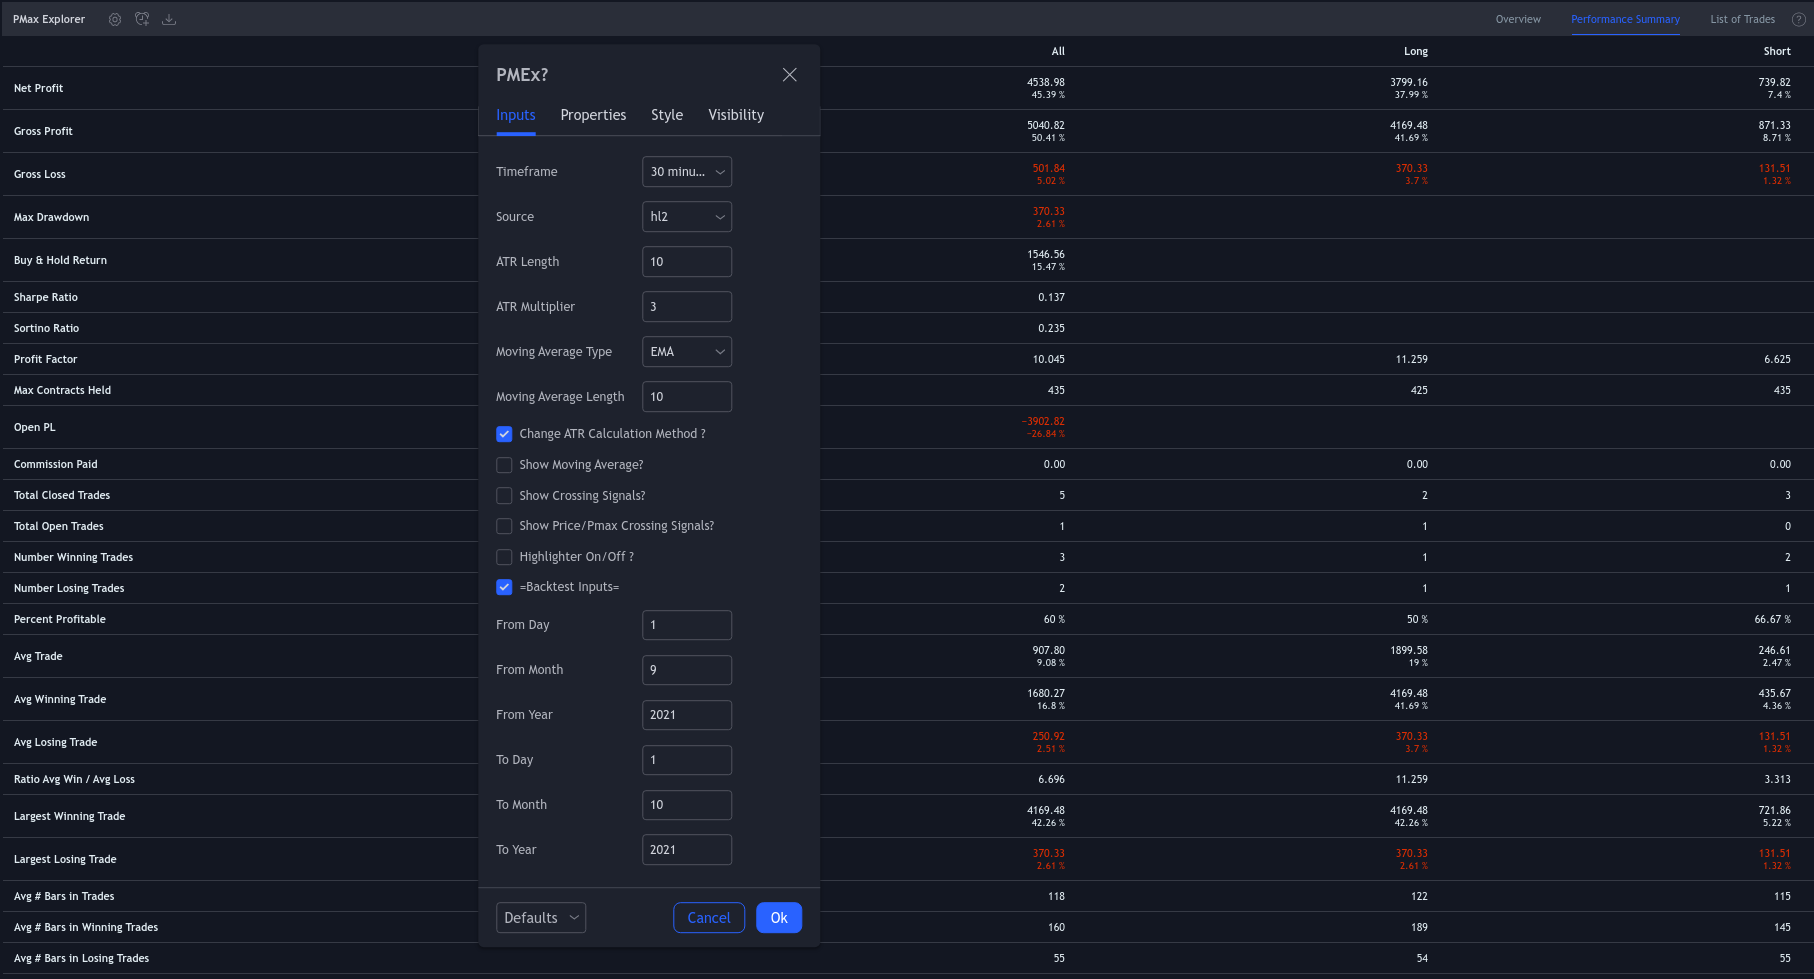 PMax Explorer
Overview Performance Summary List of Trades ?
All Long Short
Net Profit 4538.98 3799.16 739.82
45.39 % 37.99 % 7.4 %
Gross Profit 5040.82 4169.48 871.33
50.41 % 41.69 % 8.71 %
Gross Loss 501.84 370.33 131.51
5.02 % 3.7 % 1.32 %
Max Drawdown 370.33
2.61 %
Buy & Hold Return 1546.56
15.47 %
Sharpe Ratio 0.137
Sortino Ratio 0.235
Profit Factor 10.045 11.259 6.625
Max Contracts Held 435 425 435
Open PL −3902.82
−26.84 %
Commission Paid 0.00 0.00 0.00
Total Closed Trades 5 2 3
Total Open Trades 1 1 0
Number Winning Trades 3 1 2
Number Losing Trades 2 1 1
Percent Profitable 60 % 50 % 66.67 %
Avg Trade 907.80 1899.58 246.61
9.08 % 19 % 2.47 %
Avg Winning Trade 1680.27 4169.48 435.67
16.8 % 41.69 % 4.36 %
Avg Losing Trade 250.92 370.33 131.51
2.51 % 3.7 % 1.32 %
Ratio Avg Win / Avg Loss 6.696 11.259 3.313
Largest Winning Trade 4169.48 4169.48 721.86
42.26 % 42.26 % 5.22 %
Largest Losing Trade 370.33 370.33 131.51
2.61 % 2.61 % 1.32 %
Avg # Bars in Trades 118 122 115
Avg # Bars in Winning Trades 160 189 145
Avg # Bars in Losing Trades 55 54 55
PMEx?
Inputs Properties Style Visibility
Timeframe 30 minu...
Source hl2
ATR Length 10
ATR Multiplier 3
Moving Average Type EMA
Moving Average Length 10
Change ATR Calculation Method ?
Show Moving Average?
Show Crossing Signals?
Show Price/Pmax Crossing Signals?
Highlighter On/Off ?
=Backtest Inputs=
From Day 1
From Month 9
From Year 2021
To Day 1
To Month 10
To Year 2021
Defaults Cancel Ok